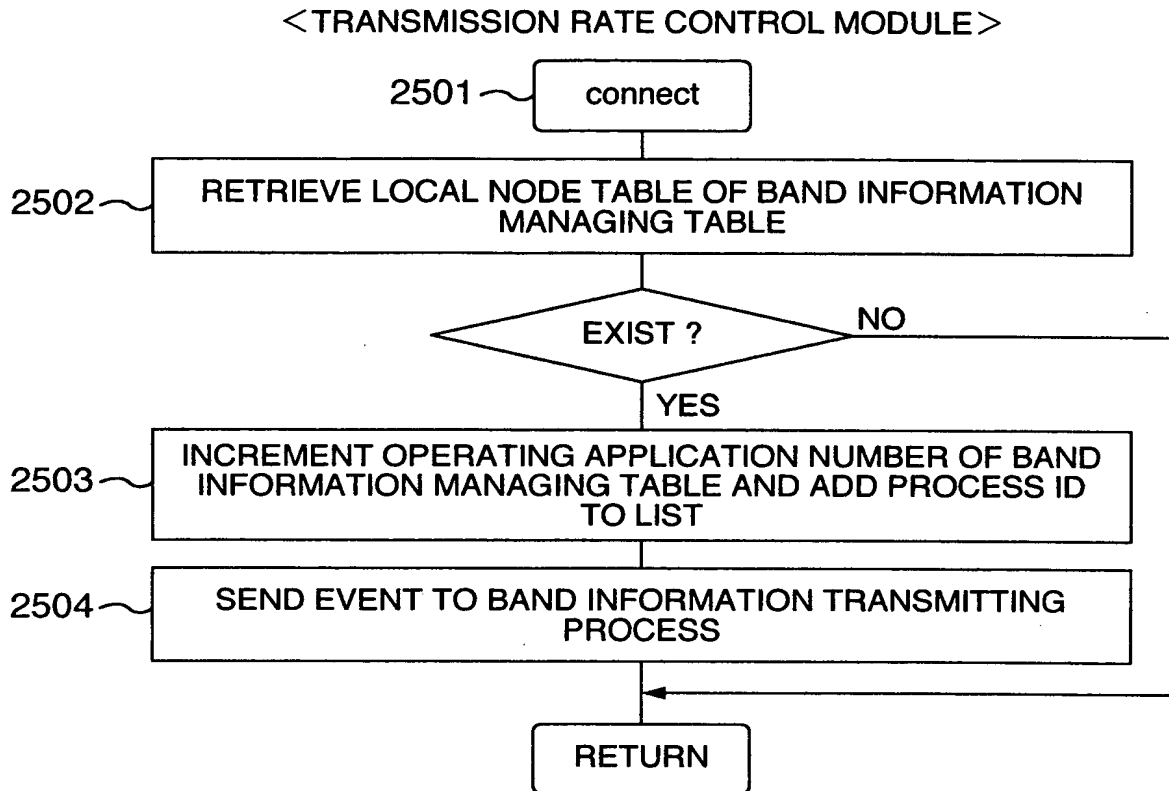 <TRANSMISSION RATE CONTROL MODULE>
2501
connect
2502
RETRIEVE LOCAL NODE TABLE OF BAND INFORMATION
MANAGING TABLE
EXIST ?
NO
YES
2503
INCREMENT OPERATING APPLICATION NUMBER OF BAND
INFORMATION MANAGING TABLE AND ADD PROCESS ID
TO LIST
2504
SEND EVENT TO BAND INFORMATION TRANSMITTING
PROCESS
RETURN